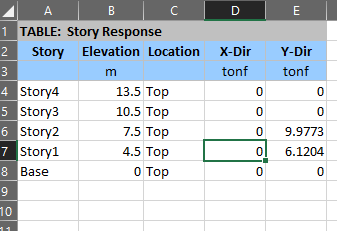 A B C D E
1 TABLE: Story Response
2 Story Elevation Location X-Dir Y-Dir
3 m tonf tonf
4 Story4 13.5 Top 0 0
5 Story3 10.5 Top 0 0
6 Story2 7.5 Top 0 9.9773
7 Story1 4.5 Top 0 6.1204
8 Base 0 Top 0 0
9
10
11